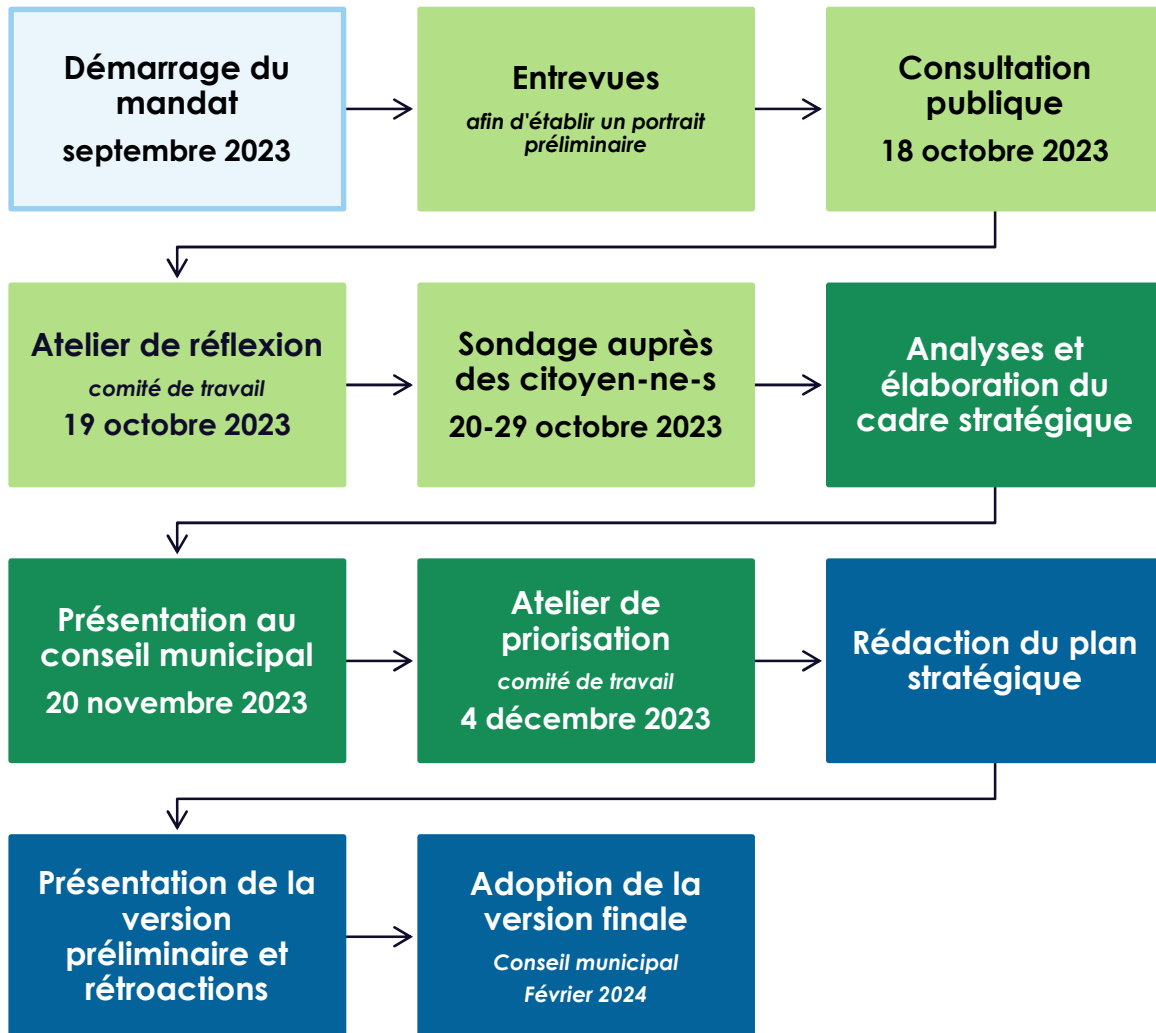 Démarrage du
mandat
septembre 2023
Entrevues
afin d'établir un portrait
préliminaire
Consultation
publique
18 octobre 2023
Atelier de réflexion
comité de travail
19 octobre 2023
Sondage auprès
des citoyen-ne-s
20-29 octobre 2023
Analyses et
élaboration du
cadre stratégique
Présentation au
conseil municipal
20 novembre 2023
Atelier de
priorisation
comité de travail
4 décembre 2023
Rédaction du plan
stratégique
Présentation de la
version
préliminaire et
rétroactions
Adoption de la
version finale
Conseil municipal
Février 2024